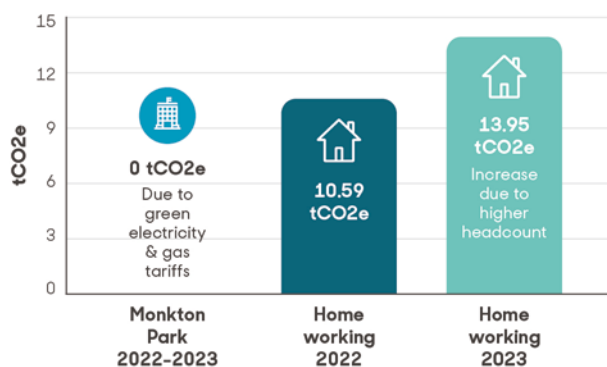 15
12
9
6
3
0
tCO2e
0 tCO2e
Due to
green
electricity
& gas
tariffs
10.59
tCO2e
13.95
tCO2e
Increase
due to
higher
headcount
Monkton
Park
2022-2023
Home
working
2022
Home
working
2023